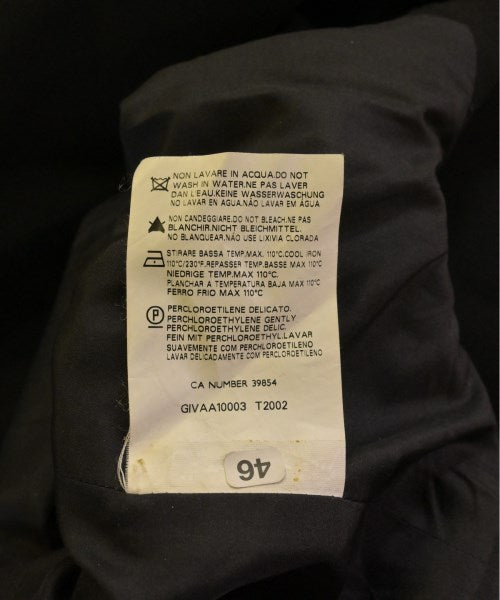 NON LAVARE IN ACQUA.DO NOT
WASH IN WATER.NE PAS LAVER
DAN L'EAU.KEINE WASSERWASCHUNG
NO LAVAR EN AGUA.NÃO LAVAR EM ÁGUA
NON CANDEGGIARE.DO NOT BLEACH.NE PAS
BLANCHIR.NICHT BLEICHMITTEL.
NO BLANQUEAR.NÃO USE LIXIVIA CLORADA
STIRARE BASSA TEMP.MAX. 110°C.COOL IRON
110°C/230°F.REPASSER TEMP.BASSE MAX 110°C
NIEDRIGE TEMP.MAX 110°C.
PLANCHAR A TEMPERATURA BAJA MAX 110°C
FERRO FRIO MAX 110°C
P
PERCLOROETILENE DELICATO.
PERCHLOROETHYLENE GENTLY
PERCHLOROETHYLENE DELIC.
FEIN MIT PERCHLOROETHYL.LAVAR
SUAVEMENTE COM PERCHLOROETILENO
LAVAR DELICADAMENTE COM PERCLOROETILENO
CA NUMBER 39854
GIVAA10003 T2002
46